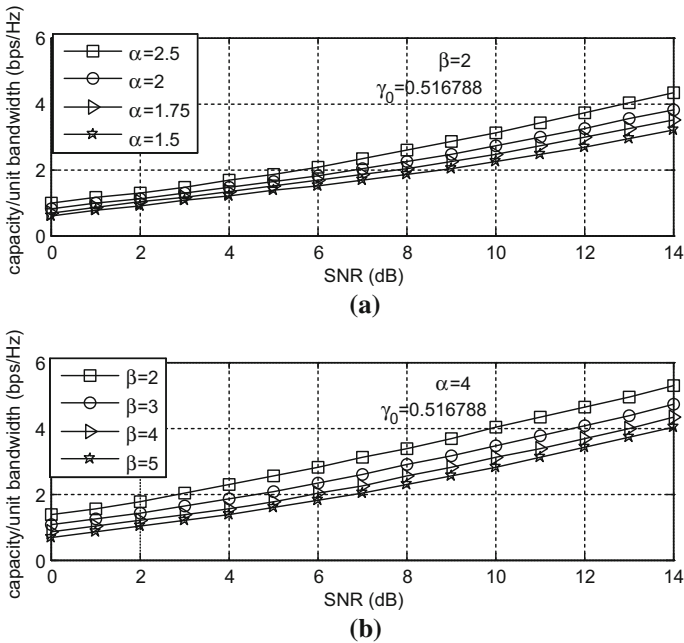 capacity/unit bandwidth (bps/Hz)
6
4
2
0
α=2.5
α=2
α=1.75
α=1.5
β=2
γ0=0.516788
0 2 4 6 8 10 12 14
SNR (dB)
(a)
capacity/unit bandwidth (bps/Hz)
6
4
2
0
β=2
β=3
β=4
β=5
α=4
γ0=0.516788
0 2 4 6 8 10 12 14
SNR (dB)
(b)